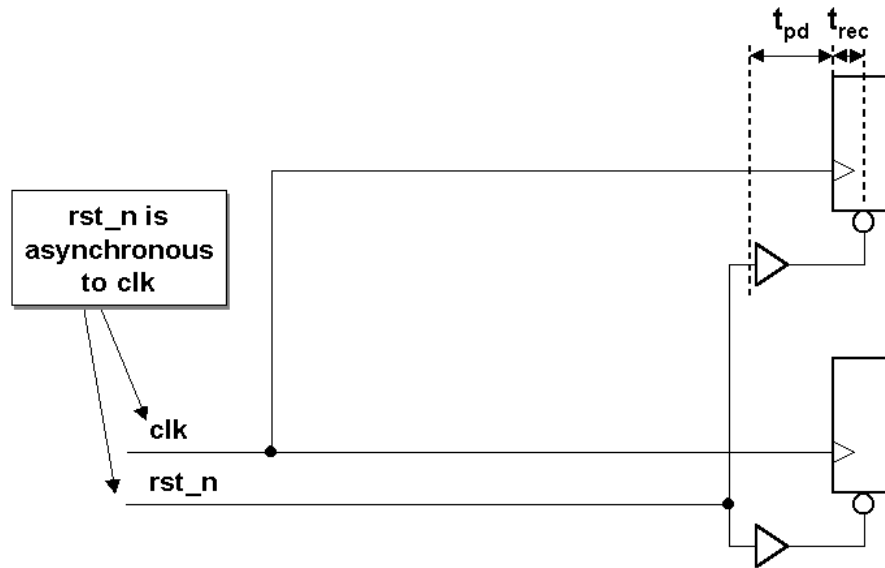 t_pd t_rec
rst_n is
asynchronous
to clk
clk
rst_n